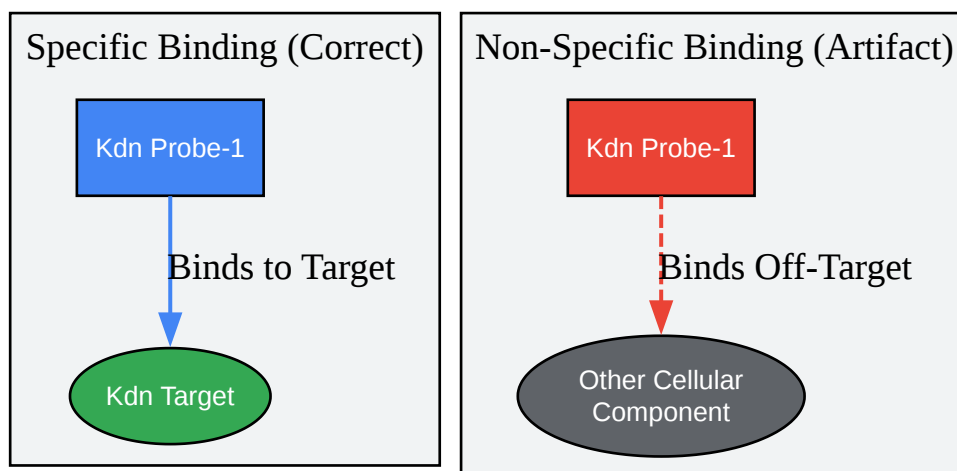 Specific Binding (Correct)
Kdn Probe-1
Binds to Target
Kdn Target
Non-Specific Binding (Artifact)
Kdn Probe-1
Binds Off-Target
Other Cellular
Component